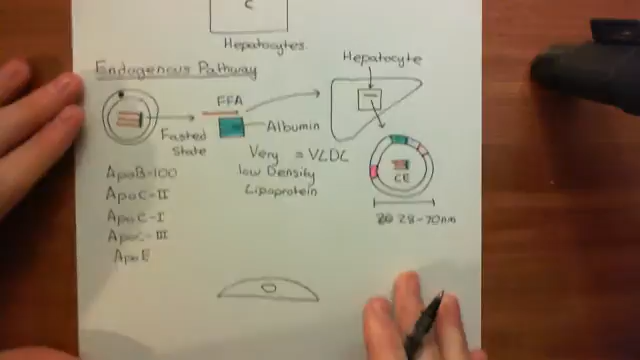 C
Hepatocytes.
Endogenous Pathway
Hepatocyte
FFA
Albumin
Fasted
State
Very = VLDL
low Density
Lipoprotein
CE
28-70nm
ApoB-100
ApoC-II
ApoC-I
ApoC-III
ApoE